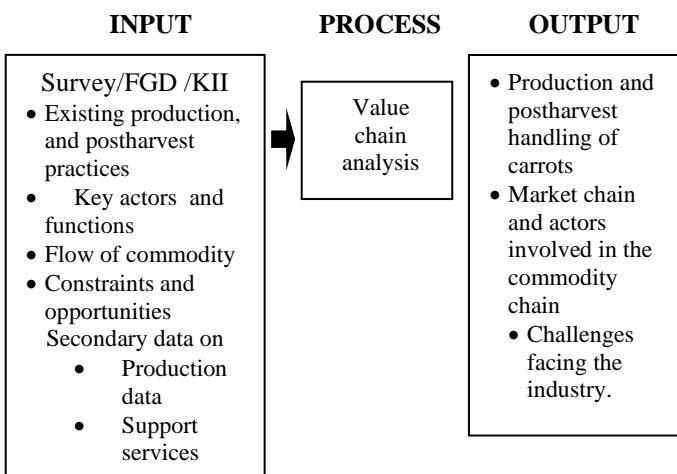 INPUT PROCESS OUTPUT
Survey/FGD /KII
• Existing production,
and postharvest
practices
• Key actors and
functions
• Flow of commodity
• Constraints and
opportunities
Secondary data on
• Production
data
• Support
services
Value
chain
analysis
• Production and
postharvest
handling of
carrots
• Market chain
and actors
involved in the
commodity
chain
• Challenges
facing the
industry.